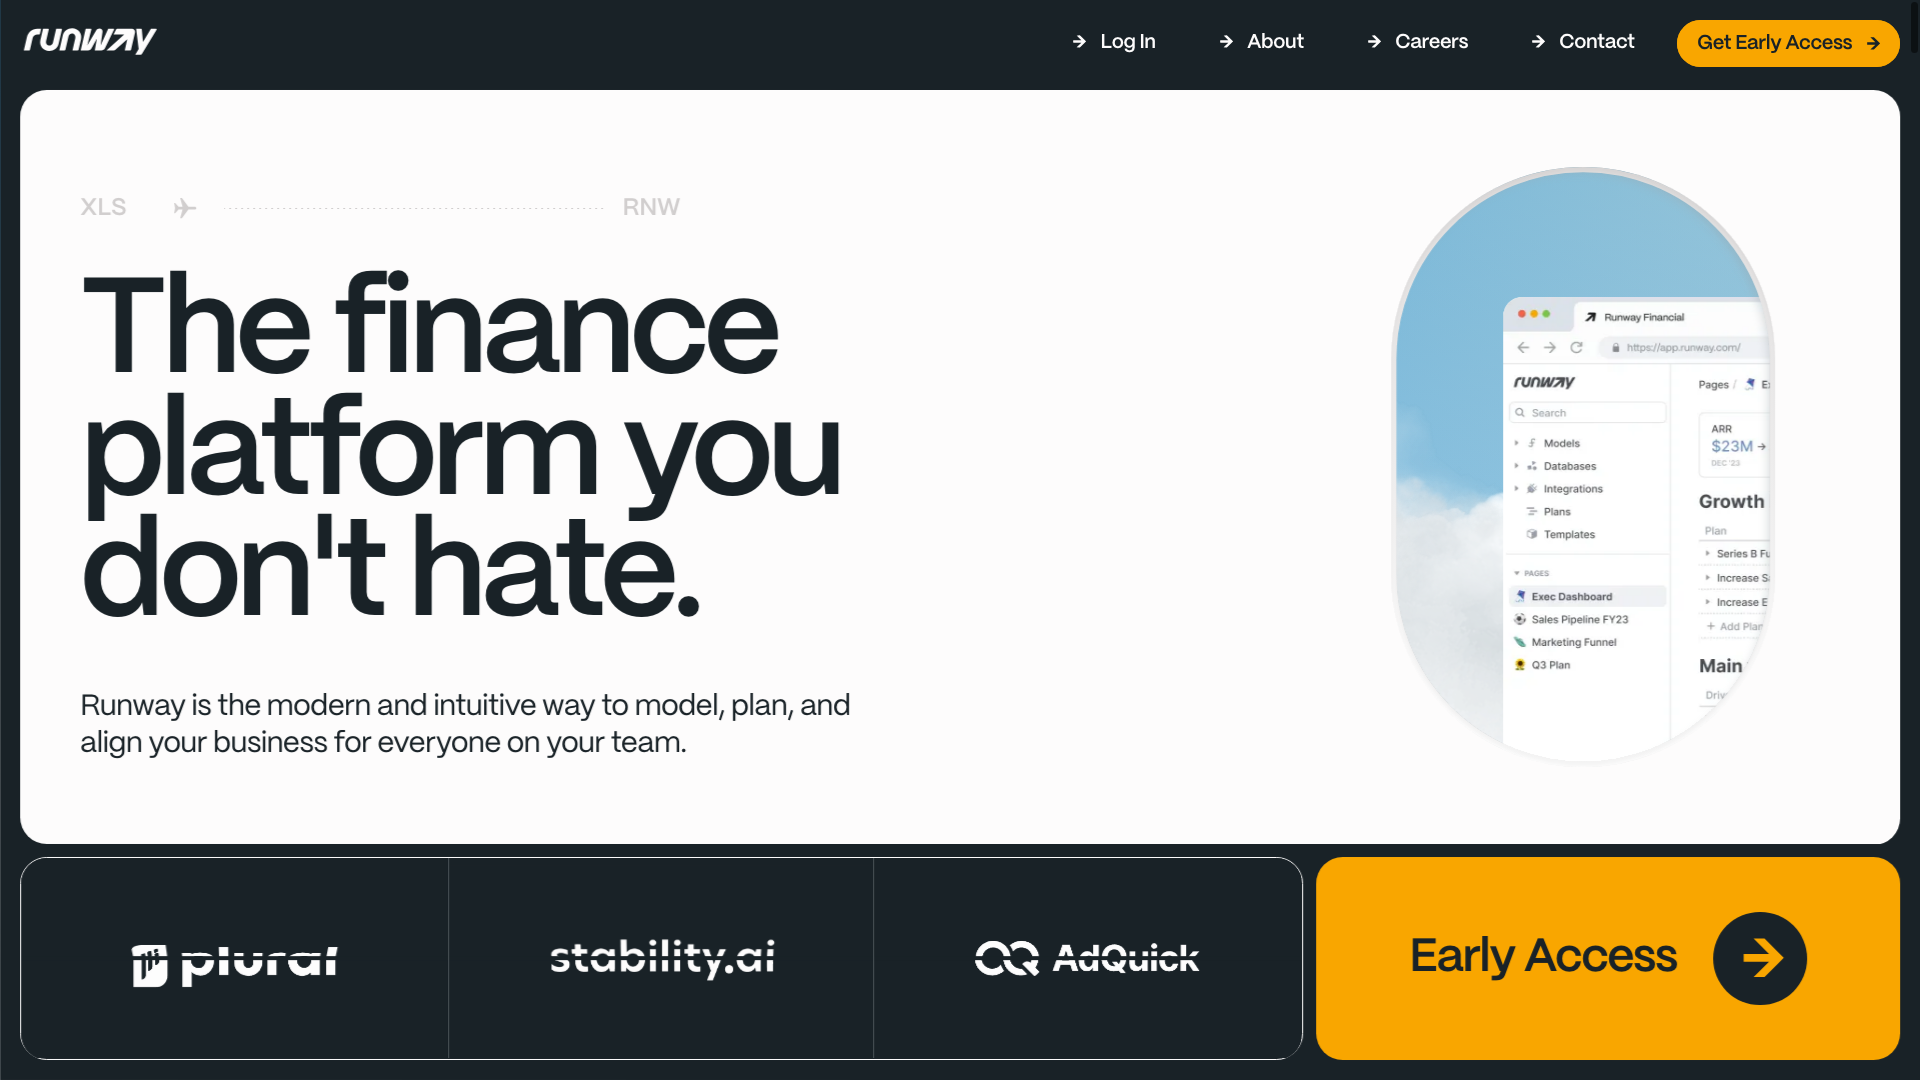 runway
Log In
About
Careers
Contact
Get Early Access
XLS
RNW
The finance
platform you
don't hate.
Runway is the modern and intuitive way to model, plan, and
align your business for everyone on your team.
Runway Financial
https://app.runway.com/
runway
Search
Models
Databases
Integrations
Plans
Templates
PAGES
Exec Dashboard
Sales Pipeline FY23
Marketing Funnel
Q3 Plan
Pages /
ARR
$23M
DEC '23
Growth
Plan
Series B Fu
Increase S
Increase E
Add Plan
Main
Driv
plural
stability.ai
AdQuick
Early Access